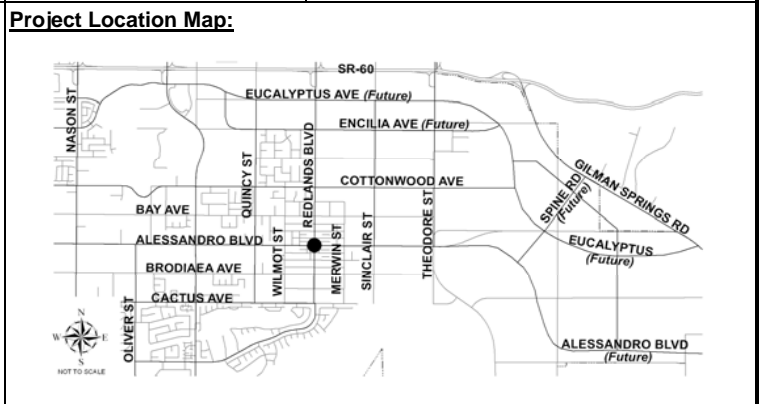 Project Location Map:
SR-60
EUCALYPTUS AVE (Future)
NASON ST
ENCILIA AVE (Future)
REDLANDS BLVD
QUINCY ST
GILMAN SPRINGS RD
COTTONWOOD AVE
SPINE RD
(Future)
BAY AVE
WILMOT ST
MERWIN ST
SINCLAIR ST
THEODORE ST
ALESSANDRO BLVD
EUCALYPTUS
(Future)
BRODIAEA AVE
CACTUS AVE
OLIVER ST
N
W
E
S
NOT TO SCALE
ALESSANDRO BLVD
(Future)